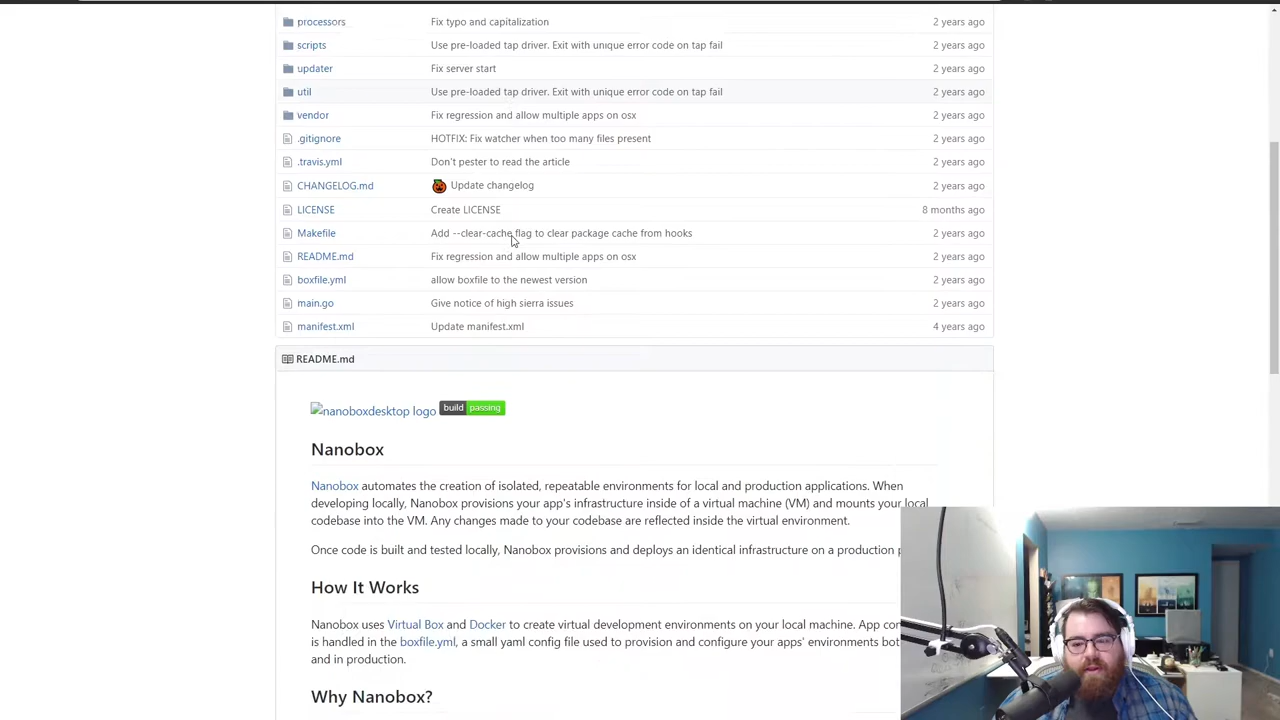 processors Fix typo and capitalization 2 years ago
scripts Use pre-loaded tap driver. Exit with unique error code on tap fail 2 years ago
updater Fix server start 2 years ago
util Use pre-loaded tap driver. Exit with unique error code on tap fail 2 years ago
vendor Fix regression and allow multiple apps on osx 2 years ago
.gitignore HOTFIX: Fix watcher when too many files present 2 years ago
.travis.yml Don't pester to read the article 2 years ago
CHANGELOG.md Update changelog 2 years ago
LICENSE Create LICENSE 8 months ago
Makefile Add --clear-cache flag to clear package cache from hooks 2 years ago
README.md Fix regression and allow multiple apps on osx 2 years ago
boxfile.yml allow boxfile to the newest version 2 years ago
main.go Give notice of high sierra issues 2 years ago
manifest.xml Update manifest.xml 4 years ago
README.md
nanoboxdesktop logo build passing
Nanobox
Nanobox automates the creation of isolated, repeatable environments for local and production applications. When
developing locally, Nanobox provisions your app's infrastructure inside of a virtual machine (VM) and mounts your local
codebase into the VM. Any changes made to your codebase are reflected inside the virtual environment.
Once code is built and tested locally, Nanobox provisions and deploys an identical infrastructure on a production
How It Works
Nanobox uses Virtual Box and Docker to create virtual development environments on your local machine. App
is handled in the boxfile.yml, a small yaml config file used to provision and configure your apps' environments
and in production.
Why Nanobox?